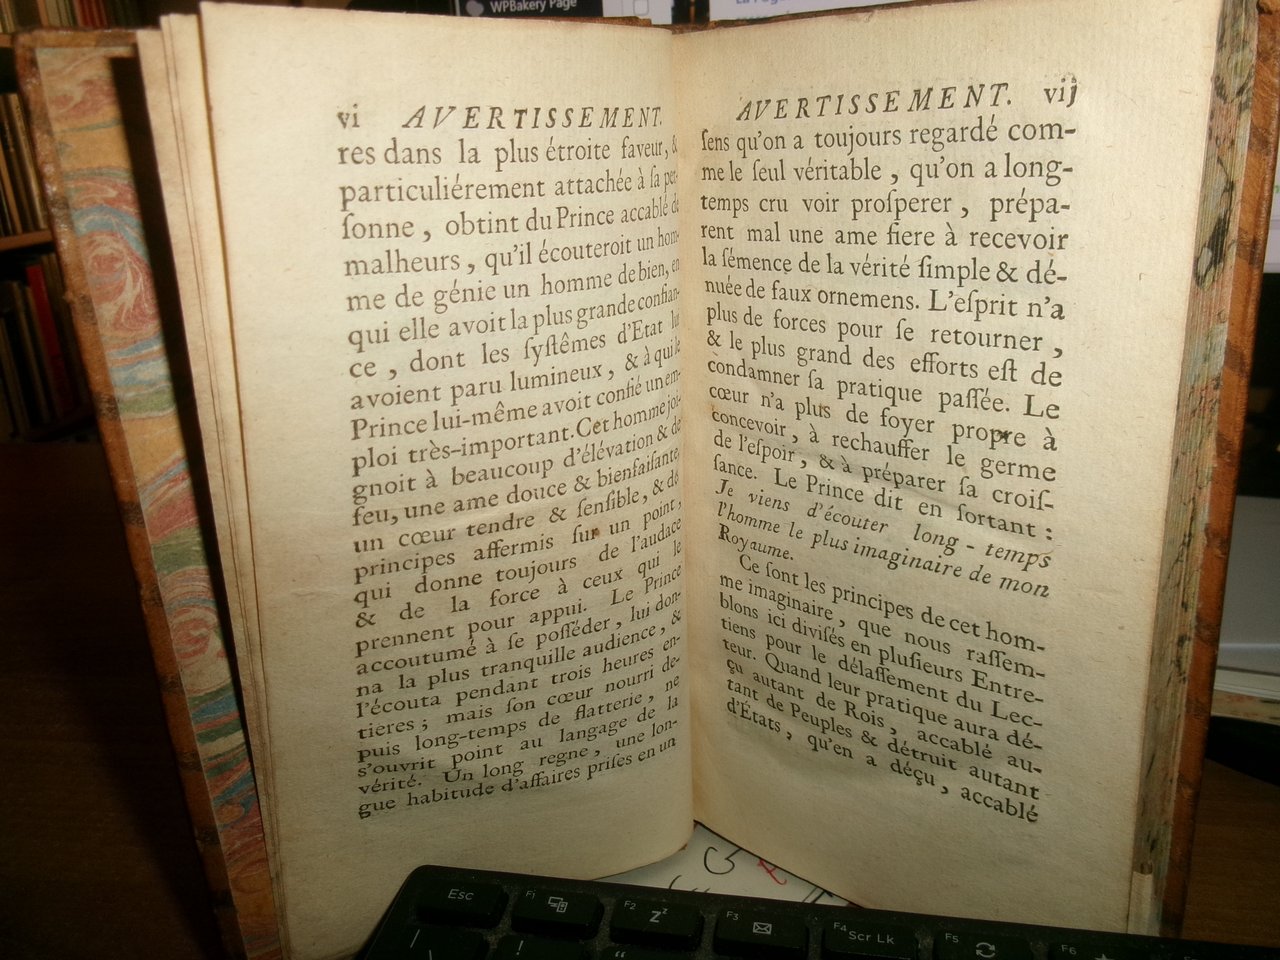 WPBakery Page
vi AVERTISSEMENT.
res dans la plus étroite faveur, &
particuliérement attachée à ſa per-
ſonne, obtint du Prince accablé de
malheurs, qu'il écouteroit un hom-
me de génie un homme de bien, en
qui elle avoit la plus grande confian-
ce, dont les ſyſtêmes d'Etat lui
avoient paru lumineux, & à qui le
Prince lui-même avoit confié un em-
ploi très-important. Cet homme joi-
gnoit à beaucoup d'élévation & de
feu, une ame douce & bienfaiſante,
un cœur tendre & ſenſible, & dé
principes affermis ſur un point,
qui donne toujours de l'audace
& de la force à ceux qui le
prennent pour appui. Le Prince
accoutumé à ſe poſſéder, lui don-
na la plus tranquille audience, &
l'écouta pendant trois heures en-
tieres ; mais ſon cœur nourri de-
puis long-temps de flatterie, ne
s'ouvrit point au langage de la
vérité. Un long regne, une lon-
gue habitude d'affaires priſes en un
AVERTISSEMENT. vij
ſens qu'on a toujours regardé com-
me le ſeul véritable, qu'on a long-
temps cru voir proſperer, prépa-
rent mal une ame fiere à recevoir
la ſémence de la vérité ſimple & dé-
nuée de faux ornemens. L'eſprit n'a
plus de forces pour ſe retourner,
& le plus grand des efforts eſt de
condamner ſa pratique paſſée. Le
cœur n'a plus de foyer propre à
concevoir, à rechauffer le germe
de l'eſpoir, & à préparer ſa croiſ-
ſance. Le Prince dit en ſortant :
Je viens d'écouter long-temps
l'homme le plus imaginaire de mon
Royaume.
Ce ſont les principes de cet hom-
me imaginaire, que nous raſſem-
blons ici diviſés en pluſieurs Entre-
tiens pour le délaſſement du Lec-
teur. Quand leur pratique aura dé-
çu autant de Rois, accablé au-
tant de Peuples & détruit autant
d'États, qu'en a déçu, accablé
Esc
F1
F2
Zz
F3
F4
Scr Lk
F5
F6
!
"